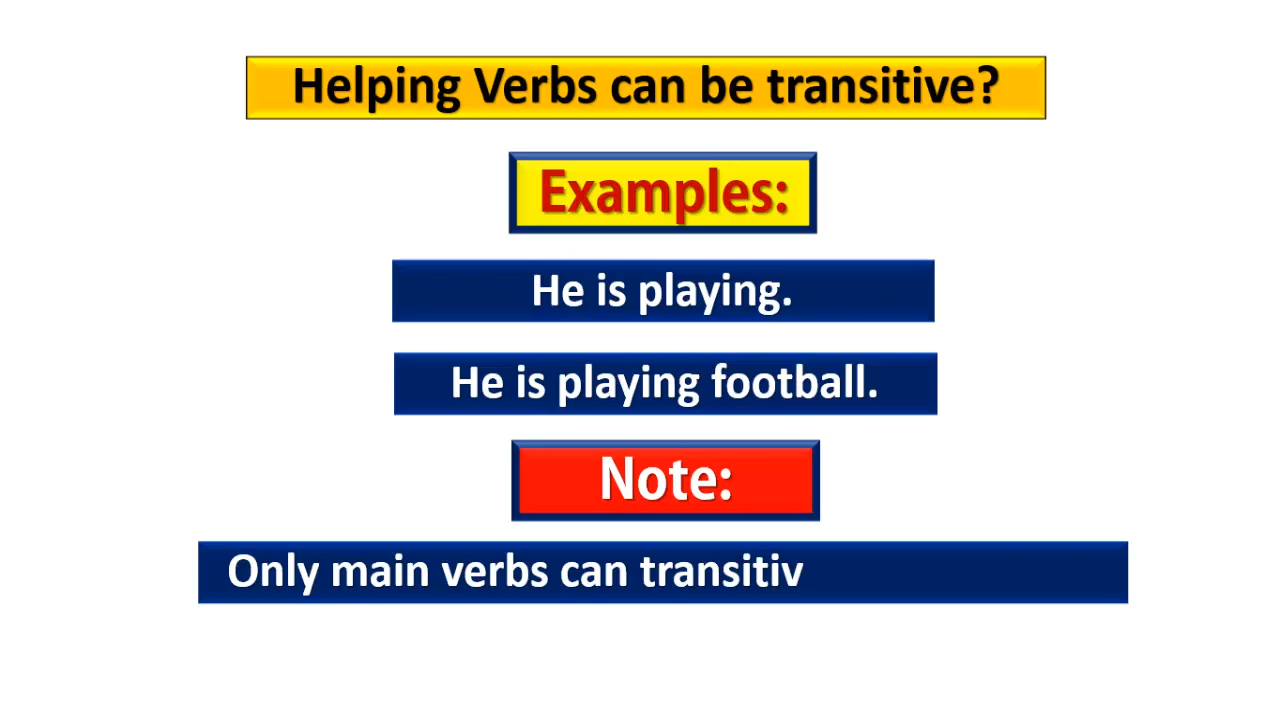 Helping Verbs can be transitive?
Examples:
He is playing.
He is playing football.
Note:
Only main verbs can transitiv